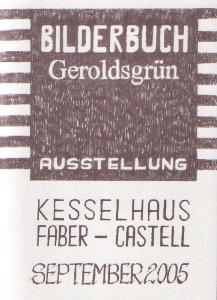 BILDERBUCH
Geroldsgrün
AUSSTELLUNG
KESSELHAUS
FABER – CASTELL
SEPTEMBER 2005